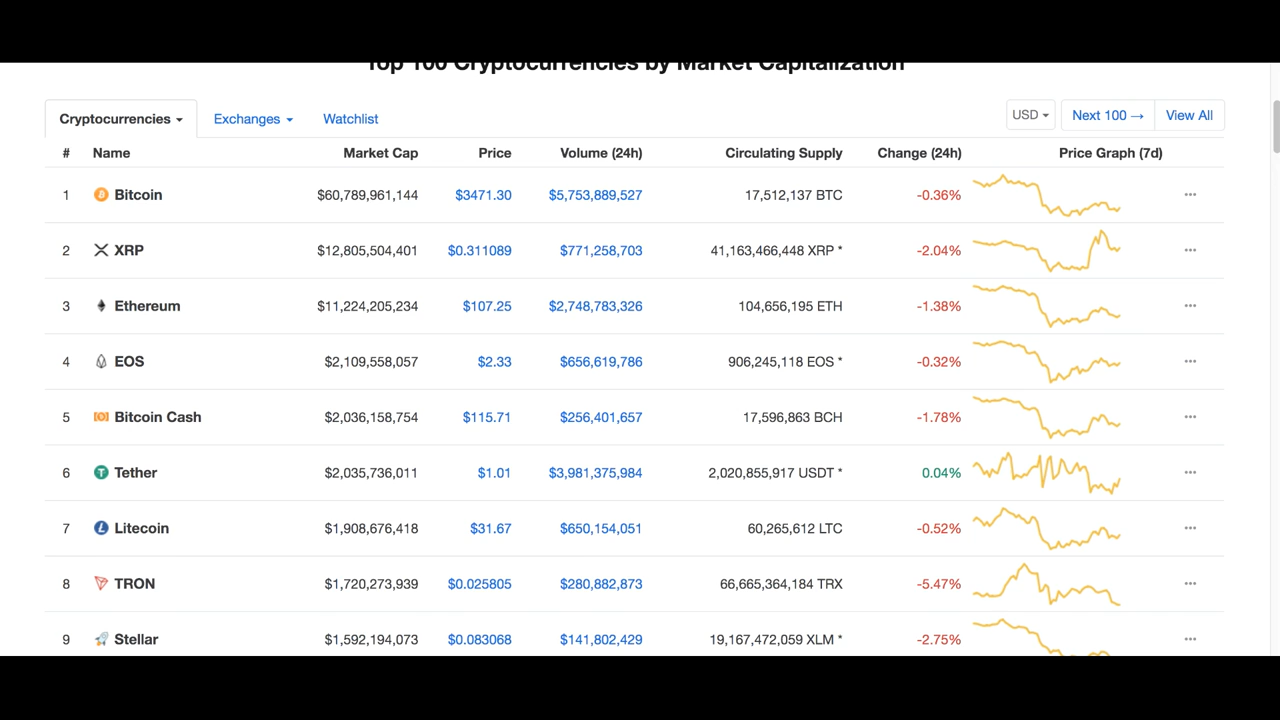 Top 100 Cryptocurrencies by Market Capitalization
Cryptocurrencies Exchanges Watchlist USD Next 100 → View All
# Name Market Cap Price Volume (24h) Circulating Supply Change (24h) Price Graph (7d)
1 Bitcoin $60,789,961,144 $3471.30 $5,753,889,527 17,512,137 BTC -0.36%
2 XRP $12,805,504,401 $0.311089 $771,258,703 41,163,466,448 XRP * -2.04%
3 Ethereum $11,224,205,234 $107.25 $2,748,783,326 104,656,195 ETH -1.38%
4 EOS $2,109,558,057 $2.33 $656,619,786 906,245,118 EOS * -0.32%
5 Bitcoin Cash $2,036,158,754 $115.71 $256,401,657 17,596,863 BCH -1.78%
6 Tether $2,035,736,011 $1.01 $3,981,375,984 2,020,855,917 USDT * 0.04%
7 Litecoin $1,908,676,418 $31.67 $650,154,051 60,265,612 LTC -0.52%
8 TRON $1,720,273,939 $0.025805 $280,882,873 66,665,364,184 TRX -5.47%
9 Stellar $1,592,194,073 $0.083068 $141,802,429 19,167,472,059 XLM * -2.75%